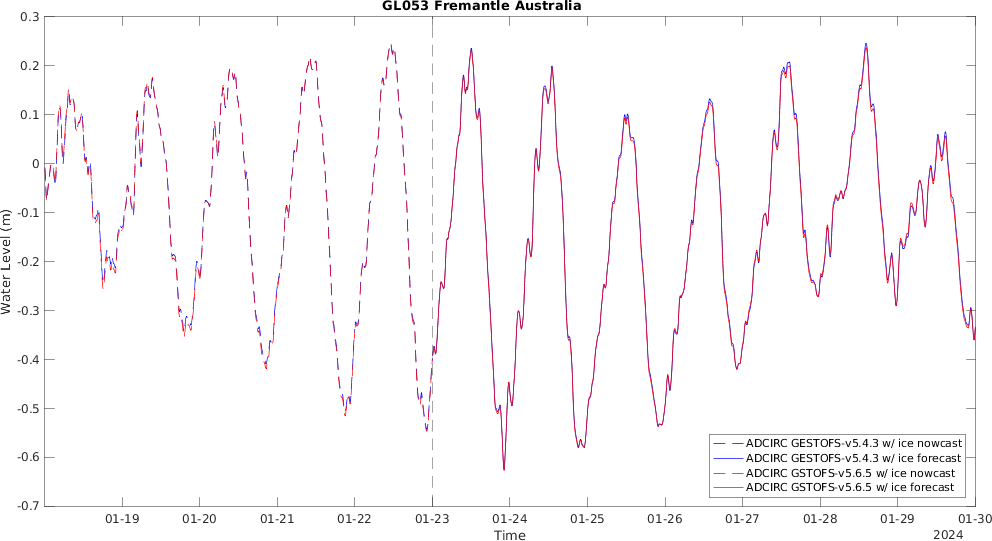 GL053 Fremantle Australia
0.3
0.2
0.1
0
-0.1
-0.2
-0.3
-0.4
-0.5
-0.6
-0.7
Water Level (m)
ADCIRC GESTOFS-v5.4.3 w/ ice nowcast
ADCIRC GESTOFS-v5.4.3 w/ ice forecast
ADCIRC GSTOFS-v5.6.5 w/ ice nowcast
ADCIRC GSTOFS-v5.6.5 w/ ice forecast
01-19 01-20 01-21 01-22 01-23 01-24 01-25 01-26 01-27 01-28 01-29 01-30
Time
2024